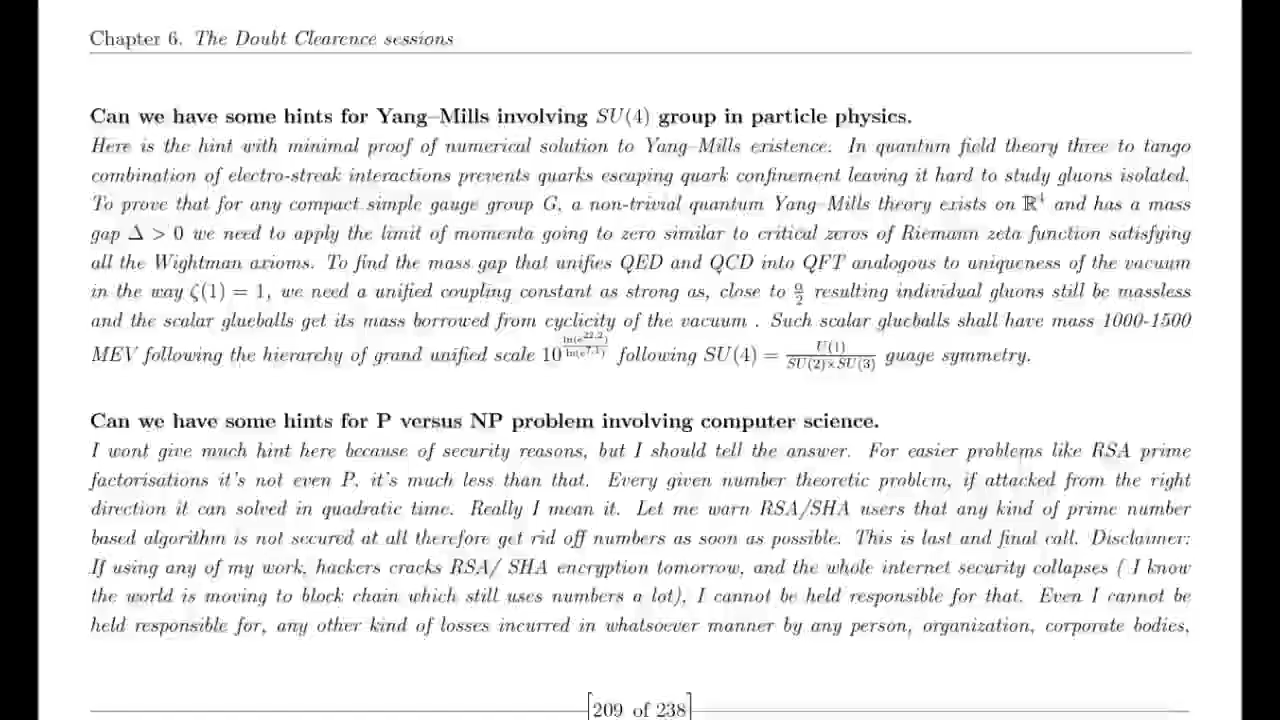 Chapter 6. The Doubt Clearence sessions
Can we have some hints for Yang–Mills involving SU(4) group in particle physics.
Here is the hint with minimal proof of numerical solution to Yang–Mills existence: In quantum field theory three to tango
combination of electro-streak interactions prevents quarks escaping quark confinement leaving it hard to study gluons isolated.
To prove that for any compact simple gauge group G, a non-trivial quantum Yang–Mills theory exists on ℝ⁴ and has a mass
gap Δ > 0 we need to apply the limit of momenta going to zero similar to critical zeros of Riemann zeta function satisfying
all the Wightman axioms. To find the mass gap that unifies QED and QCD into QFT analogous to uniqueness of the vacuum
in the way ζ(1) = 1, we need a unified coupling constant as strong as, close to α/2 resulting individual gluons still be massless
and the scalar glueballs get its mass borrowed from cyclicity of the vacuum . Such scalar glueballs shall have mass 1000-1500
MEV following the hierarchy of grand unified scale 10^(ln(e^22.2)/ln(e^7.1)) following SU(4) = U(1)/(SU(2)×SU(3)) guage symmetry.
Can we have some hints for P versus NP problem involving computer science.
I wont give much hint here because of security reasons, but I should tell the answer. For easier problems like RSA prime
factorisations it's not even P, it's much less than that. Every given number theoretic problem, if attacked from the right
direction it can solved in quadratic time. Really I mean it. Let me warn RSA/SHA users that any kind of prime number
based algorithm is not secured at all therefore get rid off numbers as soon as possible. This is last and final call. Disclaimer:
If using any of my work, hackers cracks RSA/ SHA encryption tomorrow, and the whole internet security collapses ( I know
the world is moving to block chain which still uses numbers a lot), I cannot be held responsible for that. Even I cannot be
held responsible for, any other kind of losses incurred in whatsoever manner by any person, organization, corporate bodies,
[209 of 238]